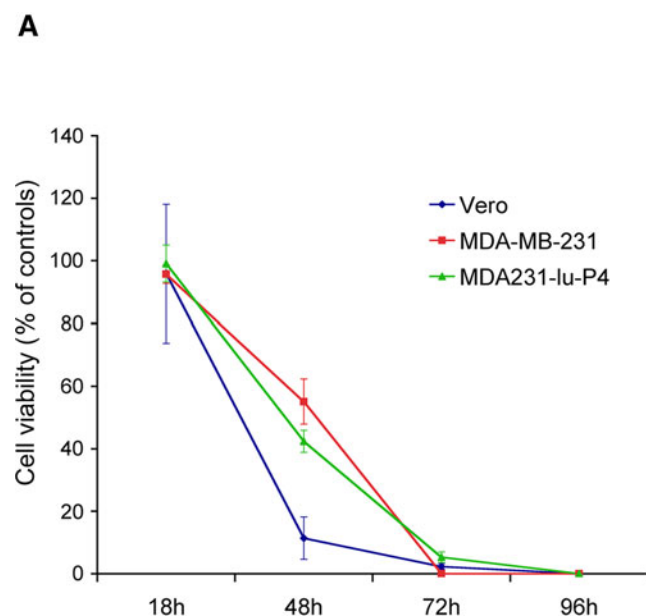 A
140
120
100
80
60
40
20
0
Cell viability (% of controls)
Vero
MDA-MB-231
MDA231-lu-P4
18h 48h 72h 96h